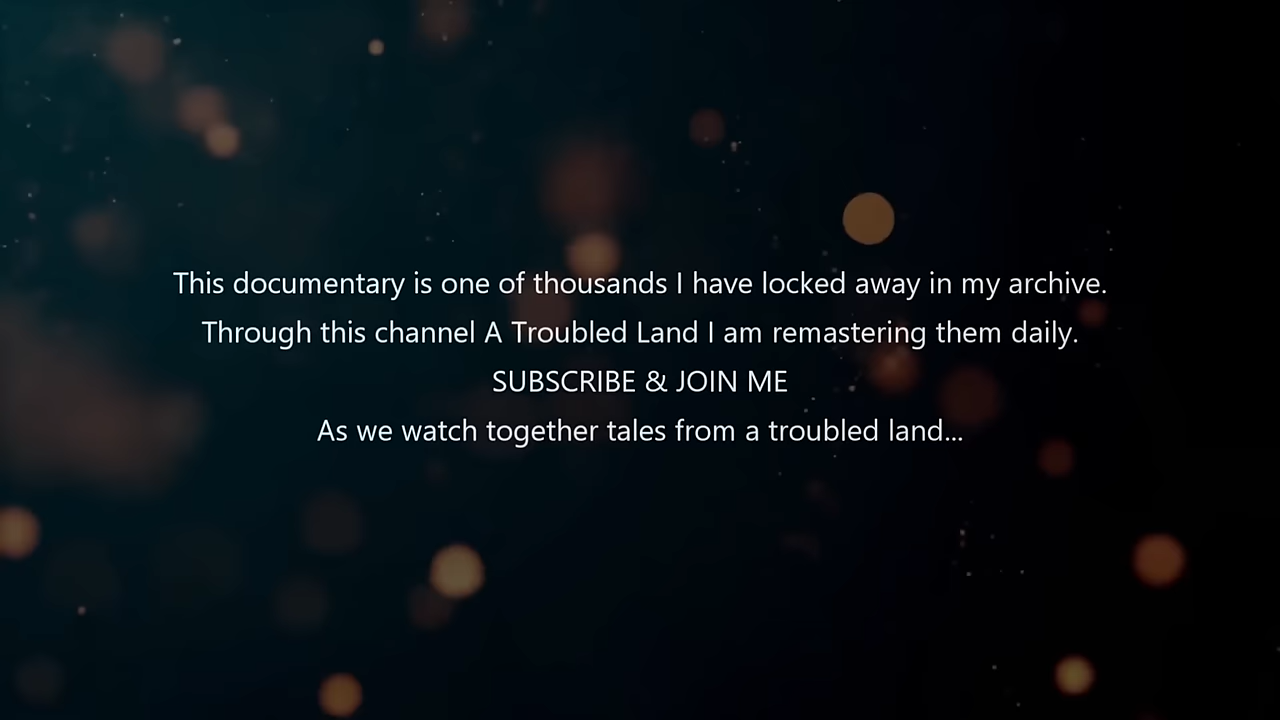 This documentary is one of thousands I have locked away in my archive.
Through this channel A Troubled Land I am remastering them daily.
SUBSCRIBE & JOIN ME
As we watch together tales from a troubled land...